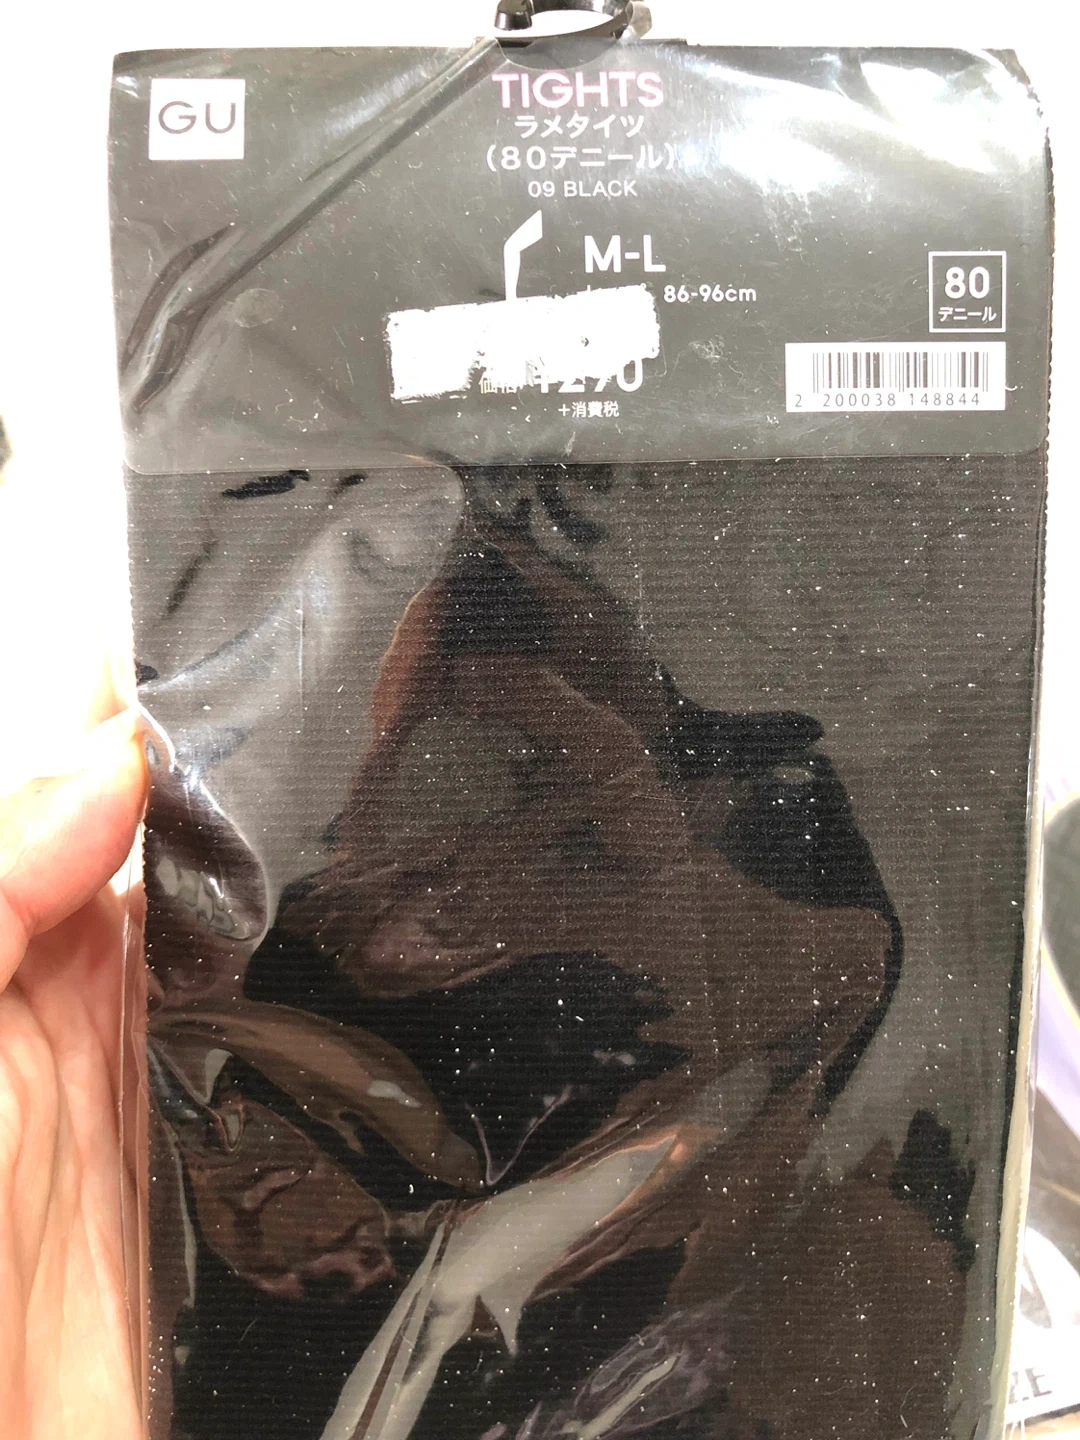 GU
TIGHTS
ラメタイツ
(80デニール)
09 BLACK
M-L
86-96cm
80
デニール
¥290
+消費税
2 200038 148844